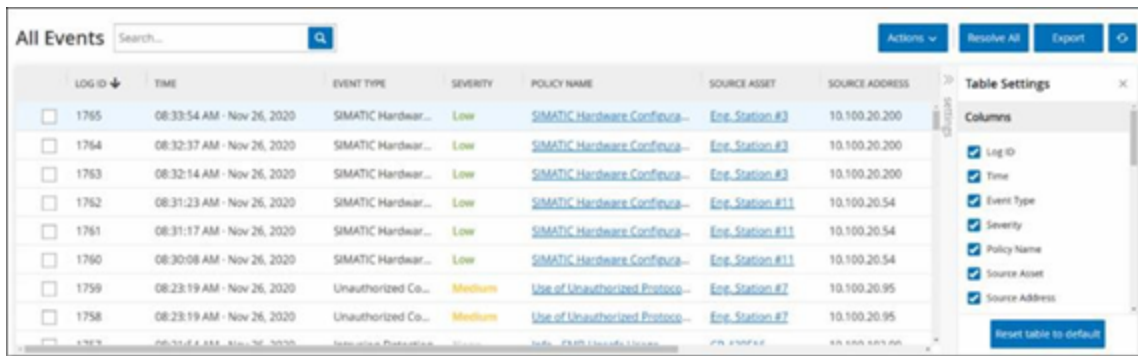 All Events Search... Actions Resolve All Export
LOG ID TIME EVENT TYPE SEVERITY POLICY NAME SOURCE ASSET SOURCE ADDRESS Table Settings
settings
1765 08:33:54 AM - Nov 26, 2020 SIMATIC Hardwar... Low SIMATIC Hardware Configura... Eng. Station #3 10.100.20.200 Columns
1764 08:32:37 AM - Nov 26, 2020 SIMATIC Hardwar... Low SIMATIC Hardware Configura... Eng. Station #3 10.100.20.200 Log ID
1763 08:32:14 AM - Nov 26, 2020 SIMATIC Hardwar... Low SIMATIC Hardware Configura... Eng. Station #3 10.100.20.200 Time
1762 08:31:23 AM - Nov 26, 2020 SIMATIC Hardwar... Low SIMATIC Hardware Configura... Eng. Station #11 10.100.20.54 Event Type
1761 08:31:17 AM - Nov 26, 2020 SIMATIC Hardwar... Low SIMATIC Hardware Configura... Eng. Station #11 10.100.20.54 Severity
1760 08:30:08 AM - Nov 26, 2020 SIMATIC Hardwar... Low SIMATIC Hardware Configura... Eng. Station #11 10.100.20.54 Policy Name
1759 08:23:19 AM - Nov 26, 2020 Unauthorized Co... Medium Use of Unauthorized Protoco... Eng. Station #7 10.100.20.95 Source Asset
1758 08:23:19 AM - Nov 26, 2020 Unauthorized Co... Medium Use of Unauthorized Protoco... Eng. Station #7 10.100.20.95 Source Address
Reset table to default